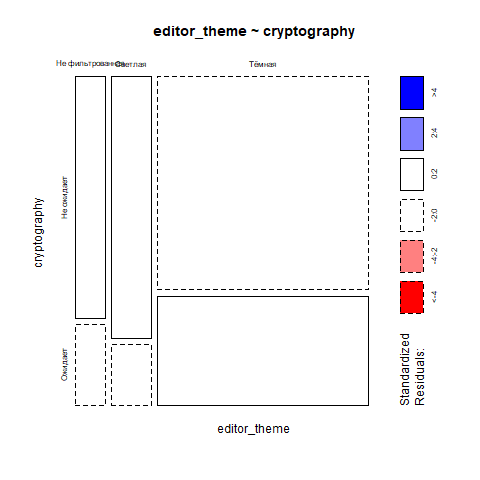 editor_theme ~ cryptography
Не фильтрованная
Светлая
Тёмная
Не ожидает
Ожидает
cryptography
editor_theme
>4
2:4
0:2
-2:0
-4:-2
<-4
Standardized
Residuals: